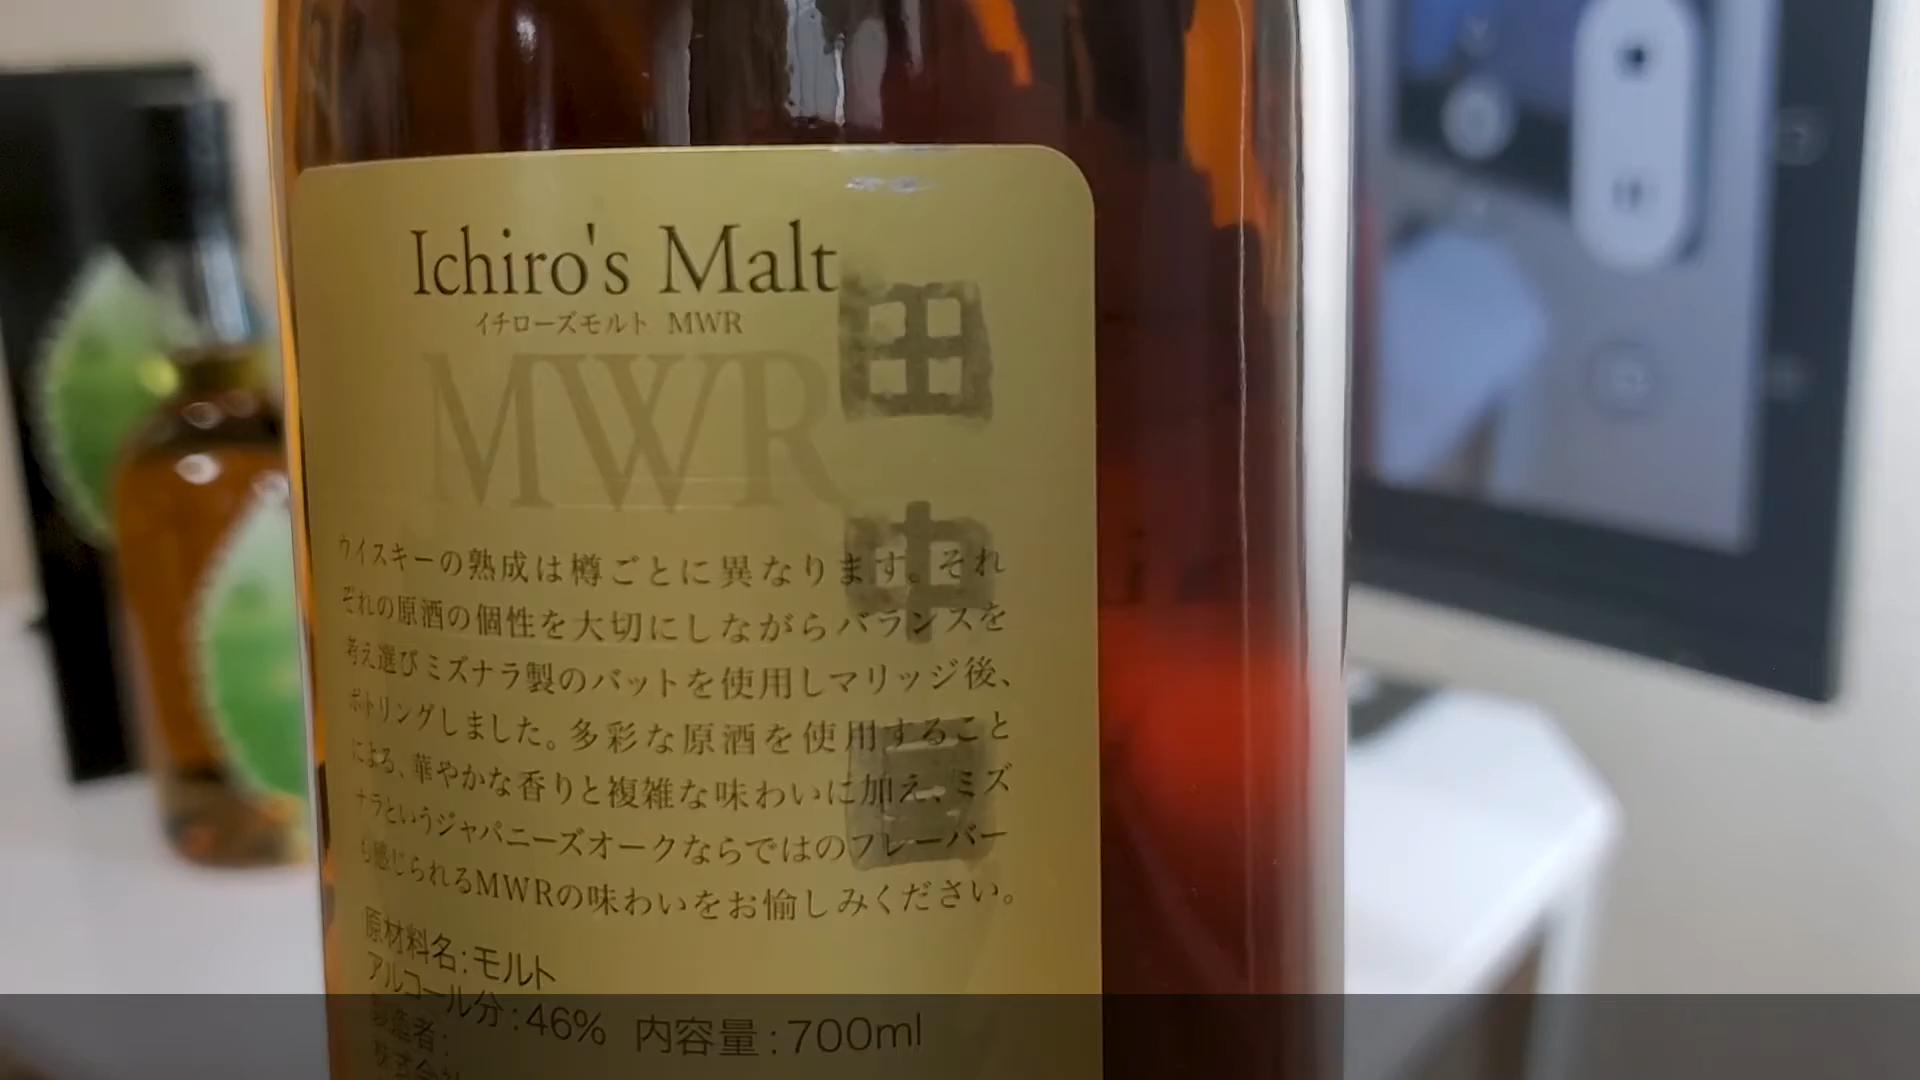 Ichiro's Malt
イチローズモルト MWR
MWR
ウイスキーの熟成は樽ごとに異なります。それ
ぞれの原酒の個性を大切にしながらバランスを
考え選びミズナラ製のバットを使用しマリッジ後、
ボトリングしました。多彩な原酒を使用すること
による、華やかな香りと複雑な味わいに加え、ミズ
ナラというジャパニーズオークならではのフレーバー
も感じられるMWRの味わいをお愉しみください。
原材料名:モルト
アルコール分:46% 内容量:700ml
製造者:
株式会社
田
中